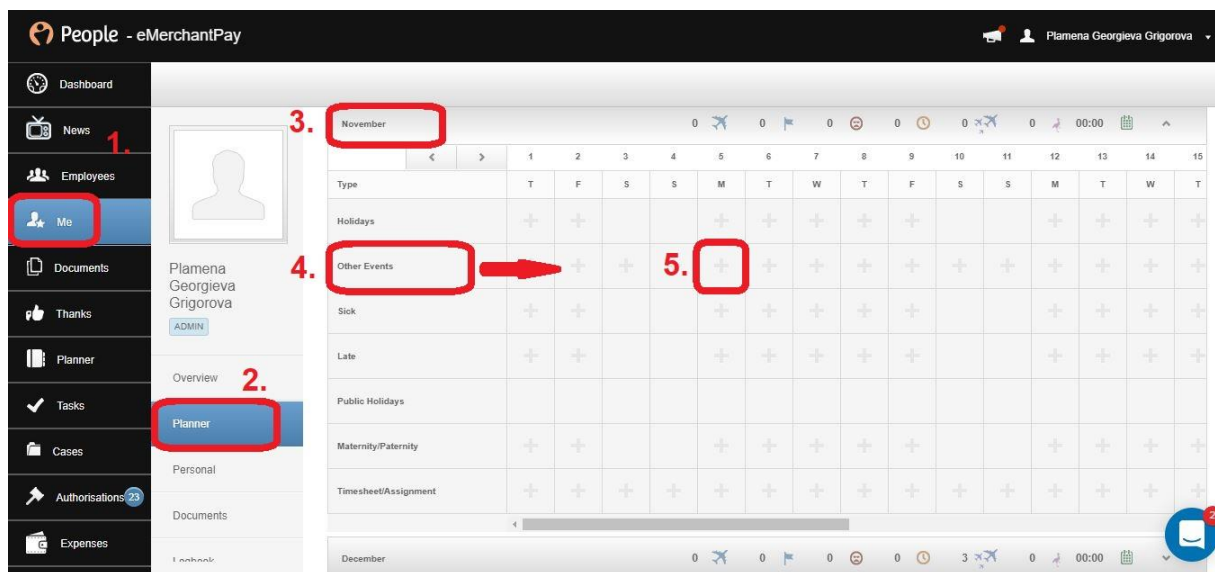 People - eMerchantPay
Plamena Georgieva Grigorova
Dashboard
News
1.
Employees
Me
Documents
Thanks
Planner
Tasks
Cases
Authorisations 23
Expenses
Plamena
Georgieva
Grigorova
ADMIN
Overview
2.
Planner
Personal
Documents
Logbook
3.
November 0 0 0 0 0 0 00:00
< > 1 2 3 4 5 6 7 8 9 10 11 12 13 14 15
Type T F S S M T W T F S S M T W T
Holidays
4. Other Events 5.
Sick
Late
Public Holidays
Maternity/Paternity
Timesheet/Assignment
2
December 0 0 0 0 3 0 00:00